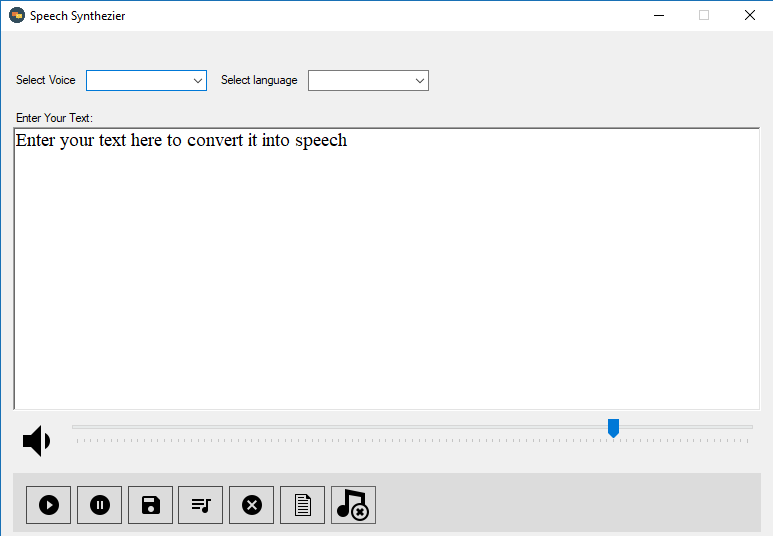 Speech Synthezier
Select Voice Select language
Enter Your Text:
Enter your text here to convert it into speech